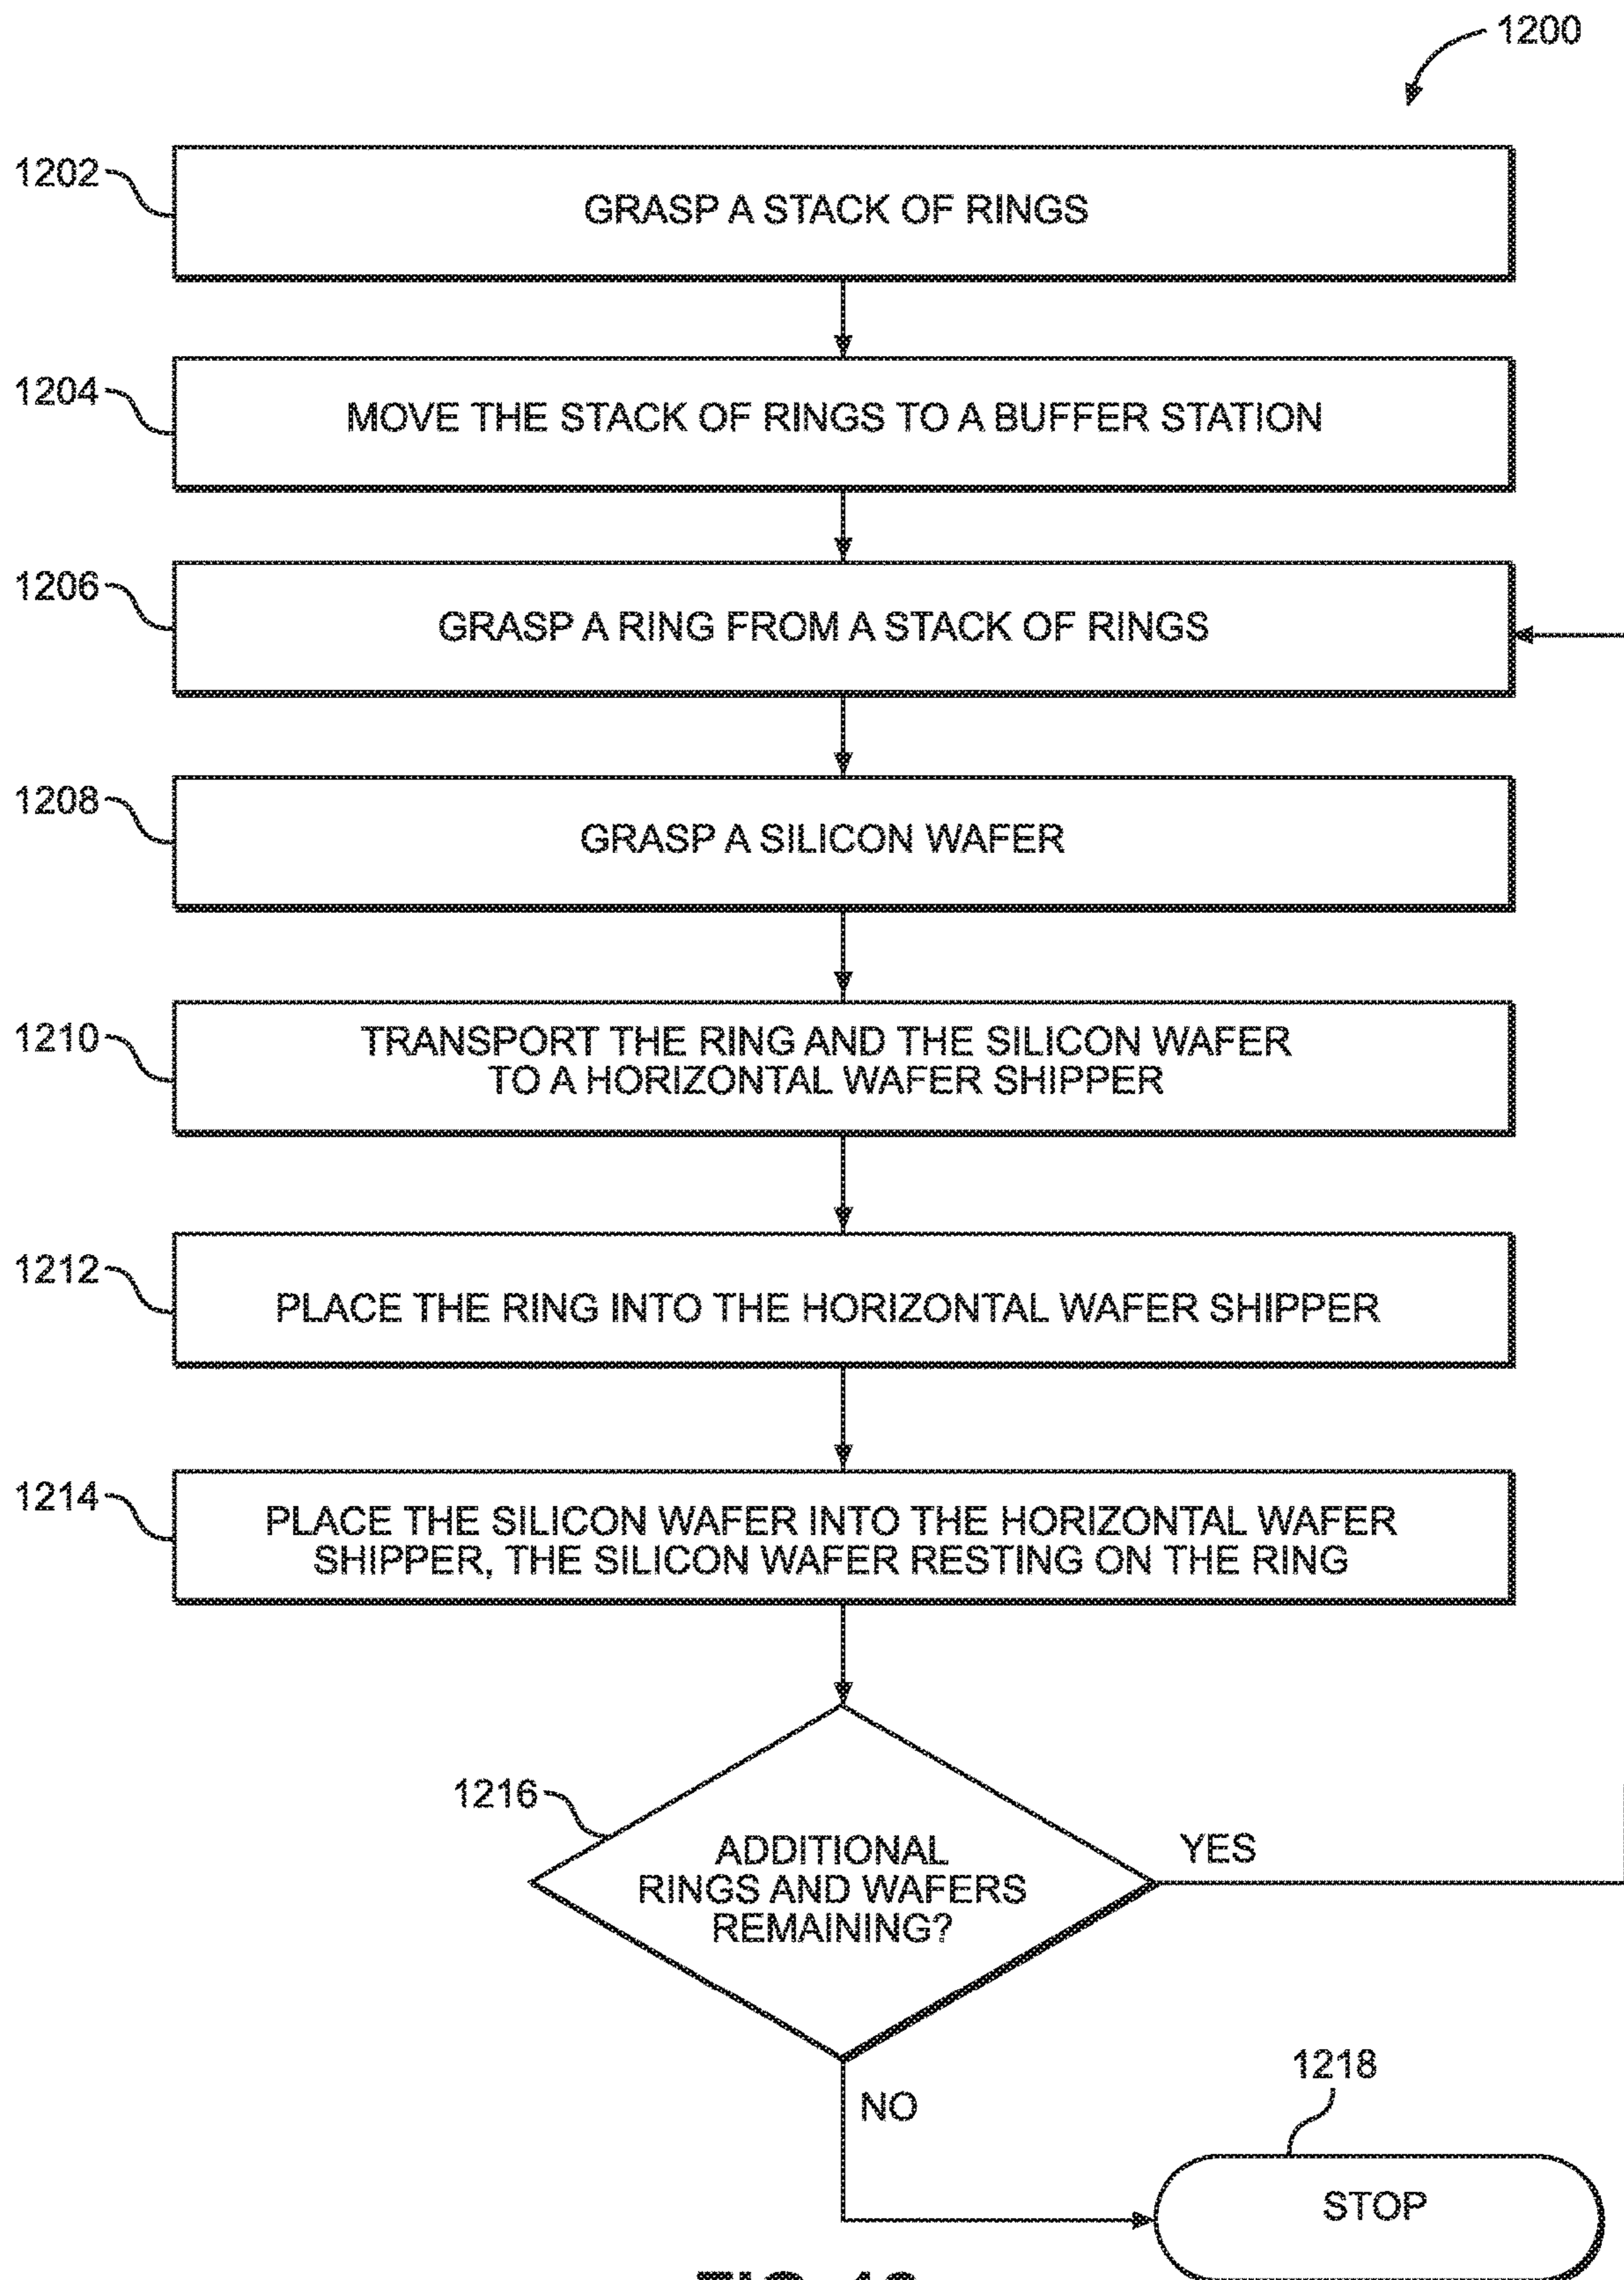 1200
1202
GRASP A STACK OF RINGS
1204
MOVE THE STACK OF RINGS TO A BUFFER STATION
1206
GRASP A RING FROM A STACK OF RINGS
1208
GRASP A SILICON WAFER
1210
TRANSPORT THE RING AND THE SILICON WAFER
TO A HORIZONTAL WAFER SHIPPER
1212
PLACE THE RING INTO THE HORIZONTAL WAFER SHIPPER
1214
PLACE THE SILICON WAFER INTO THE HORIZONTAL WAFER
SHIPPER, THE SILICON WAFER RESTING ON THE RING
1216
ADDITIONAL
RINGS AND WAFERS
REMAINING?
YES
NO
1218
STOP